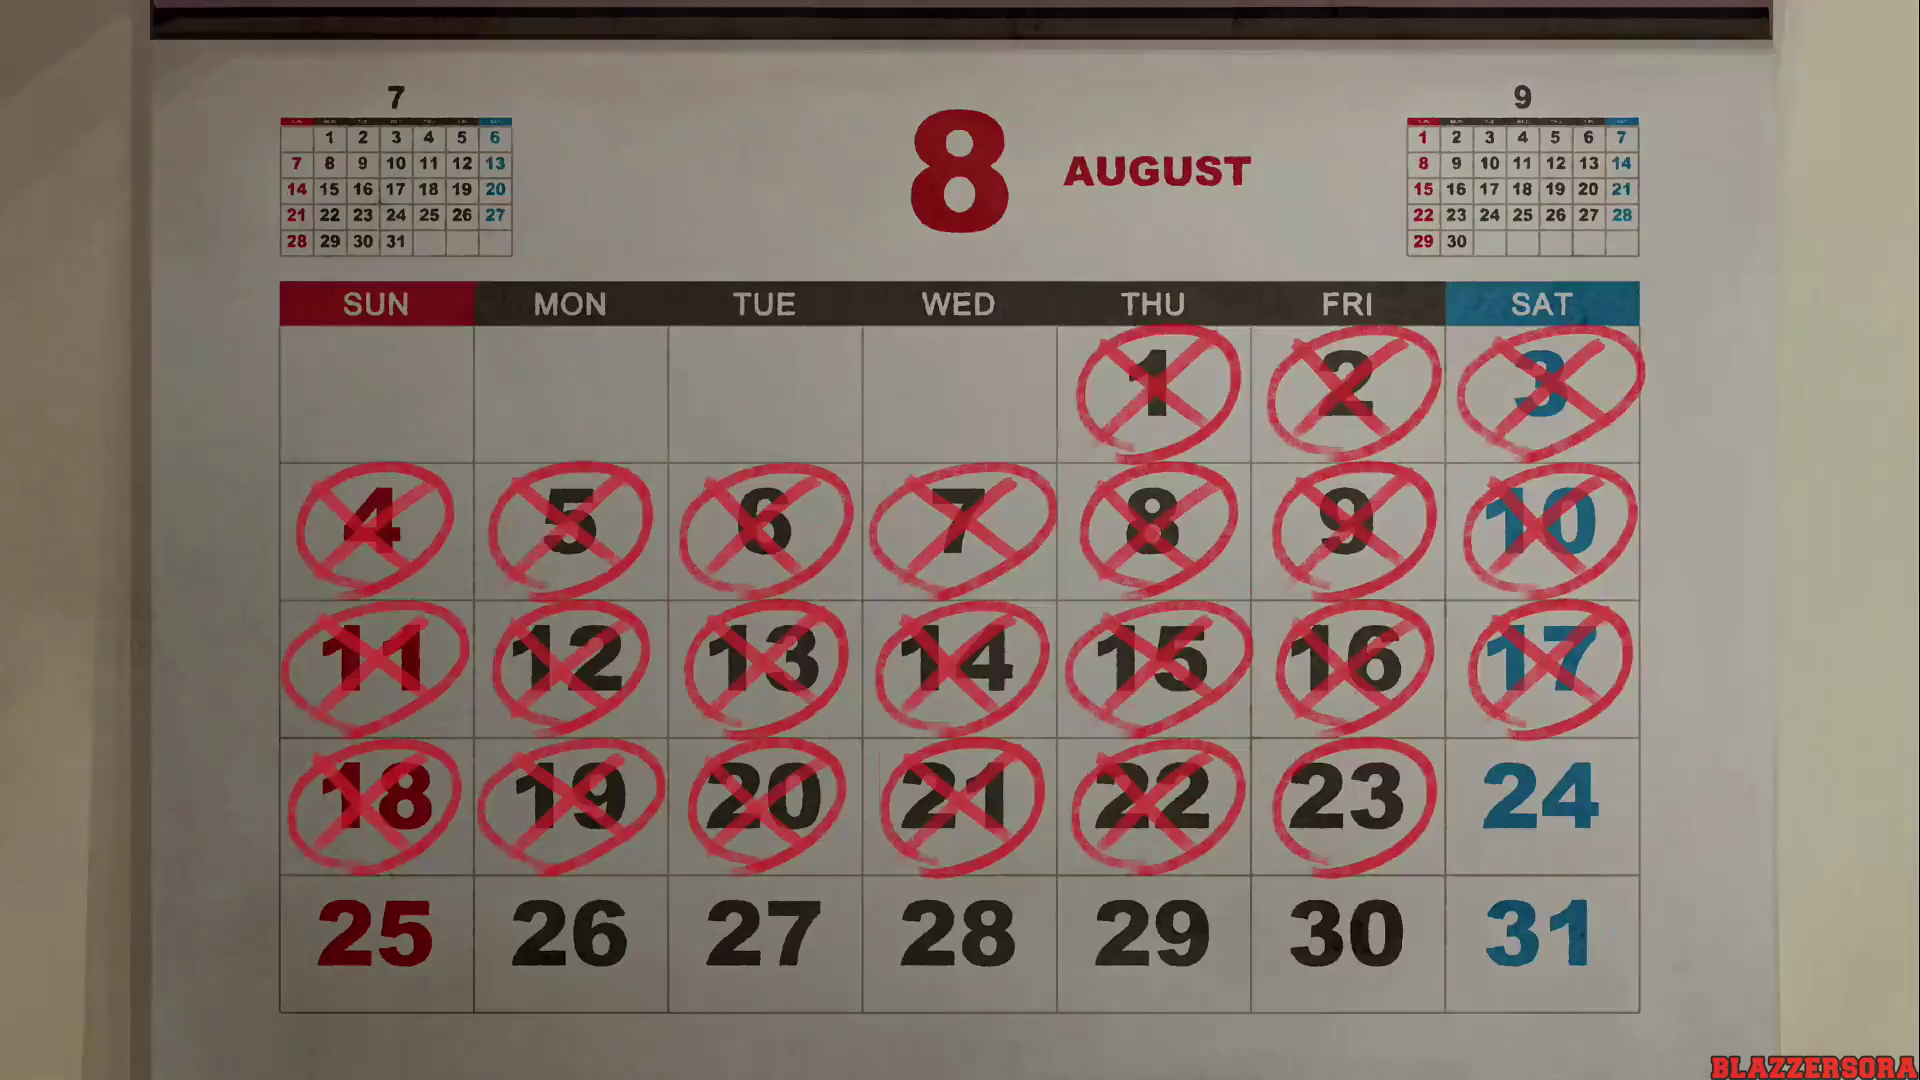 7
1 2 3 4 5 6
7 8 9 10 11 12 13
14 15 16 17 18 19 20
21 22 23 24 25 26 27
28 29 30 31
8 AUGUST
9
1 2 3 4 5 6 7
8 9 10 11 12 13 14
15 16 17 18 19 20 21
22 23 24 25 26 27 28
29 30
SUN MON TUE WED THU FRI SAT
1 2 3
4 5 6 7 8 9 10
11 12 13 14 15 16 17
18 19 20 21 22 23 24
25 26 27 28 29 30 31
BLAZZERSORA